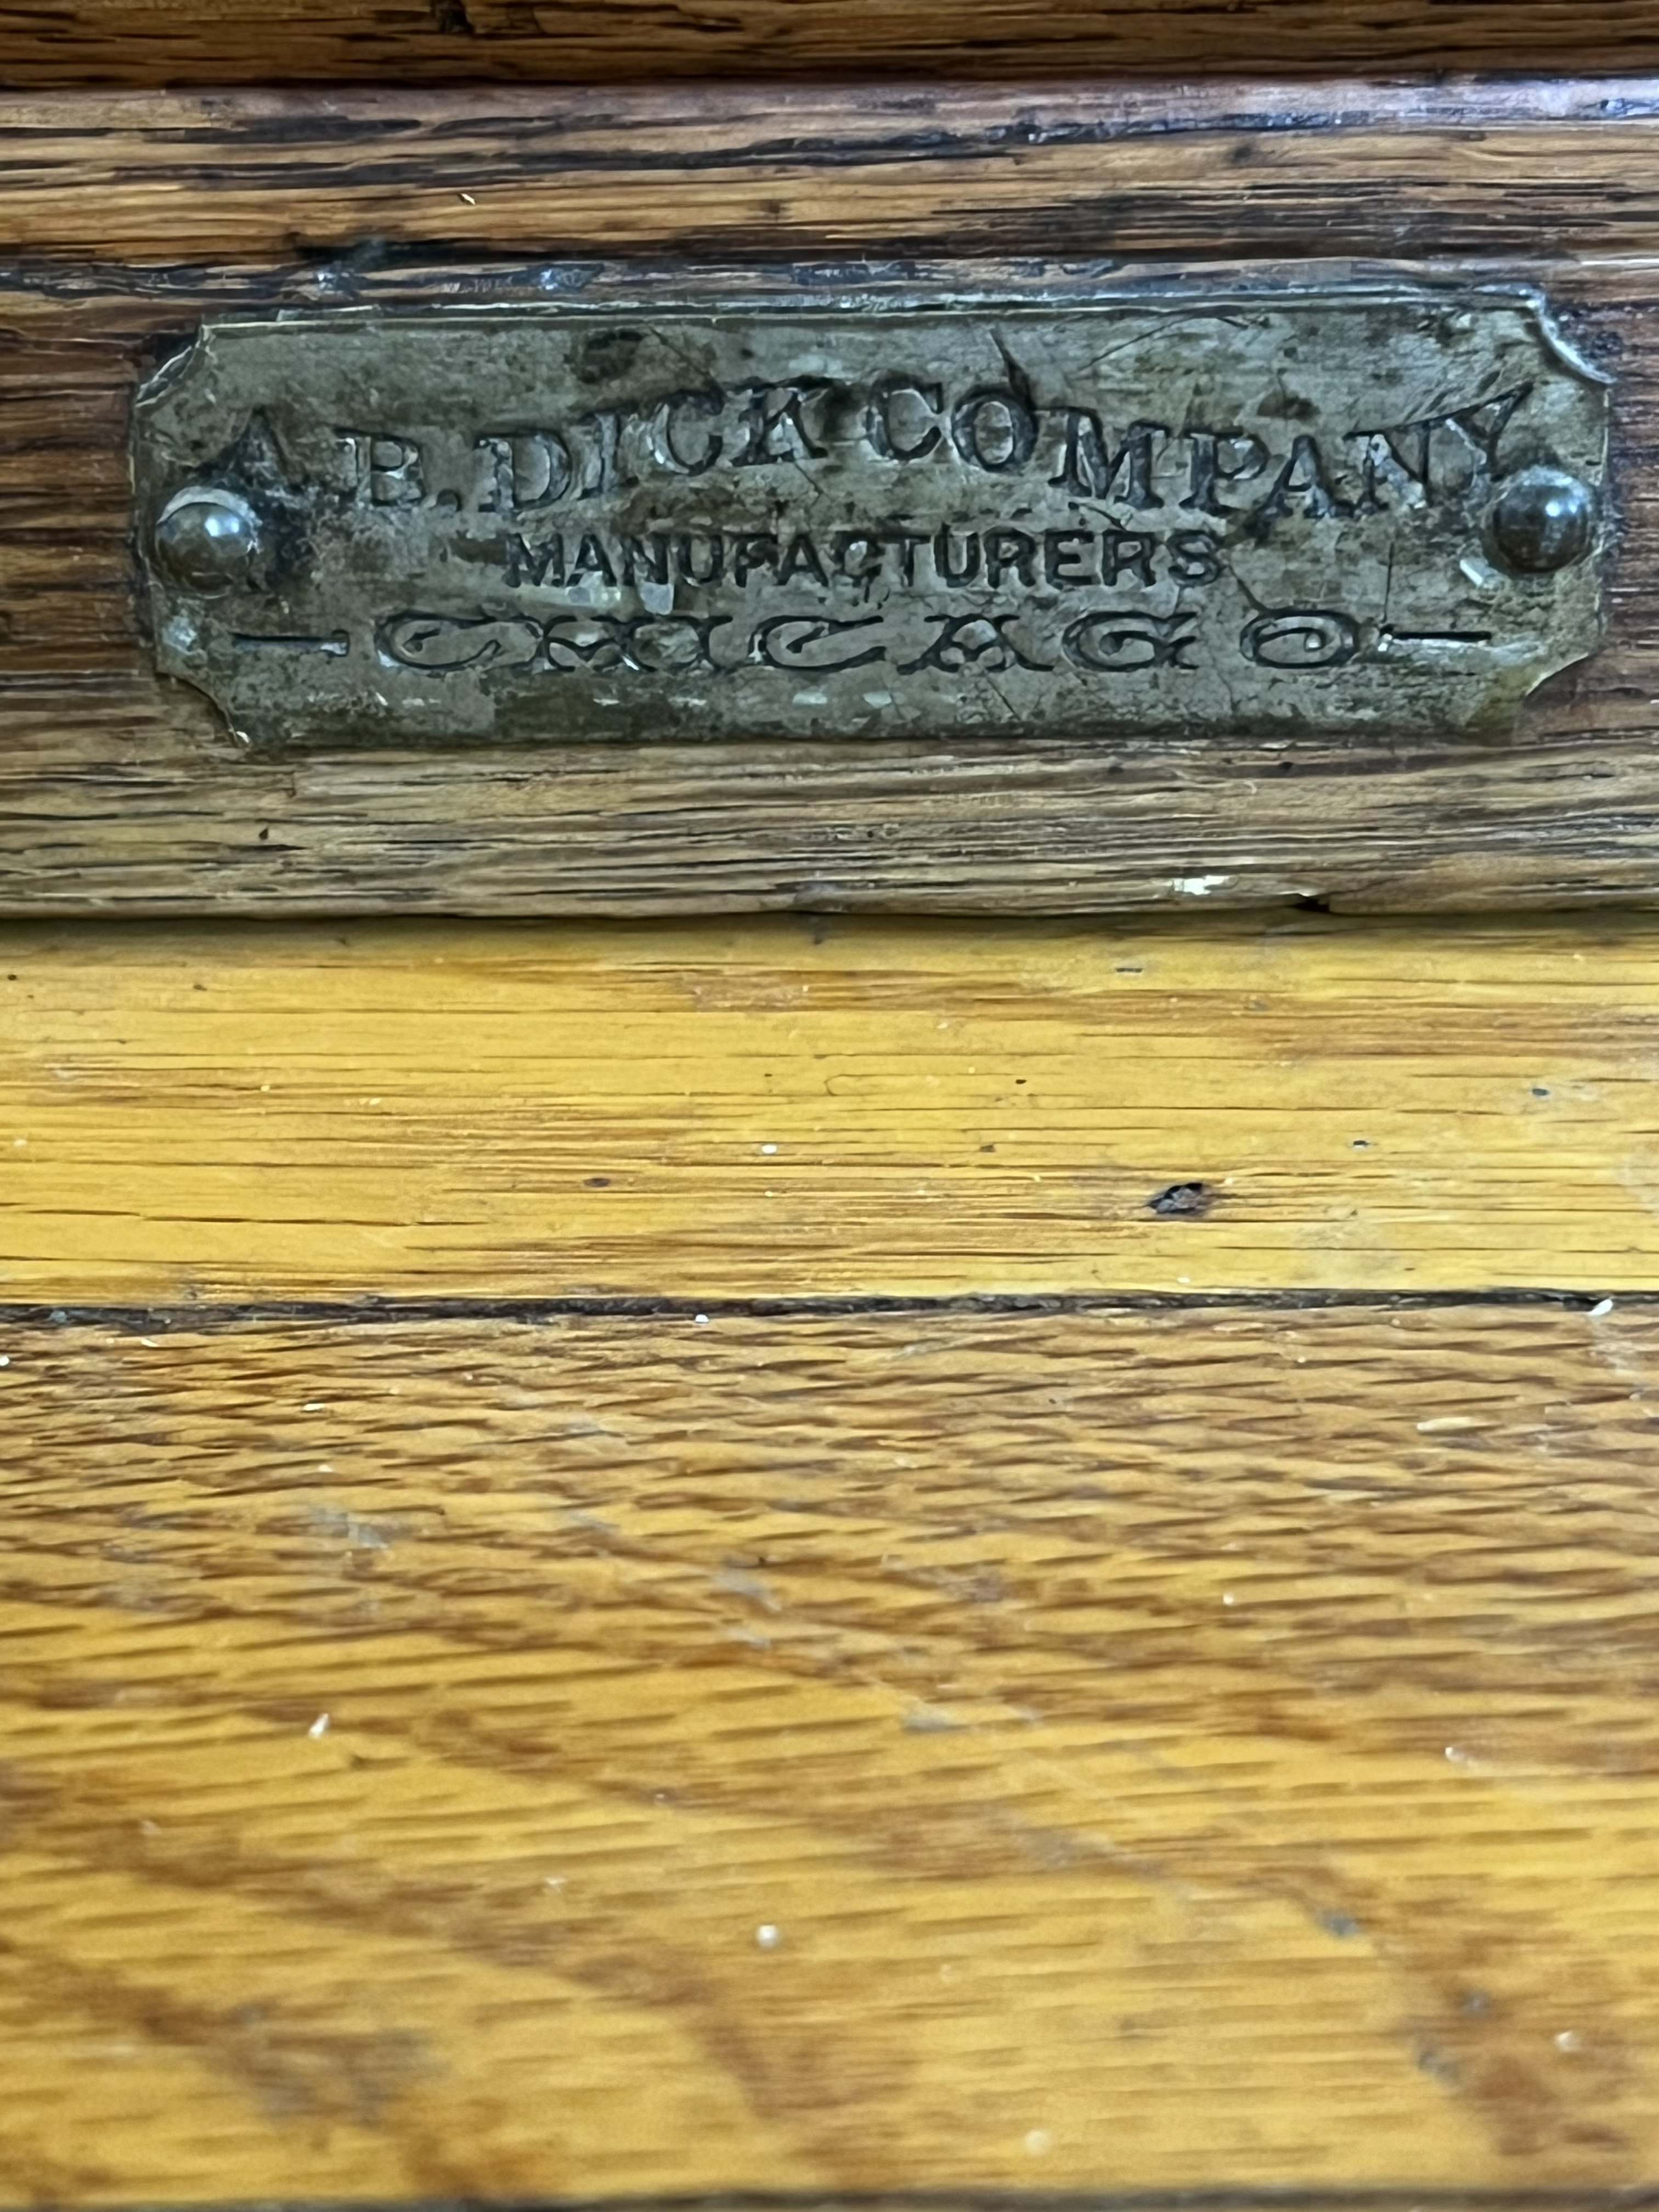 A.B. DICK COMPANY
MANUFACTURERS
— CHICAGO —